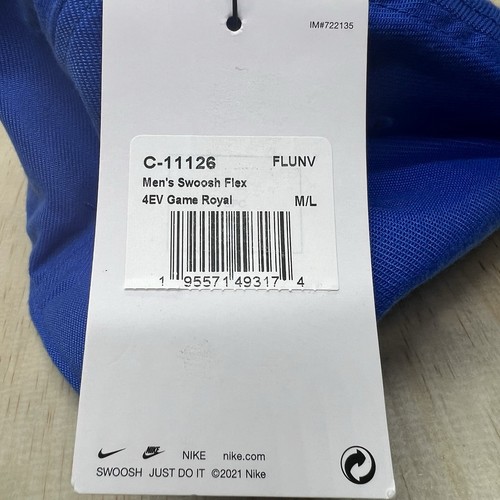 IM#722135
C-11126 FLUNV
Men's Swoosh Flex
4EV Game Royal M/L
1 95571 49317 4
NIKE NIKE nike.com
SWOOSH JUST DO IT ©2021 Nike